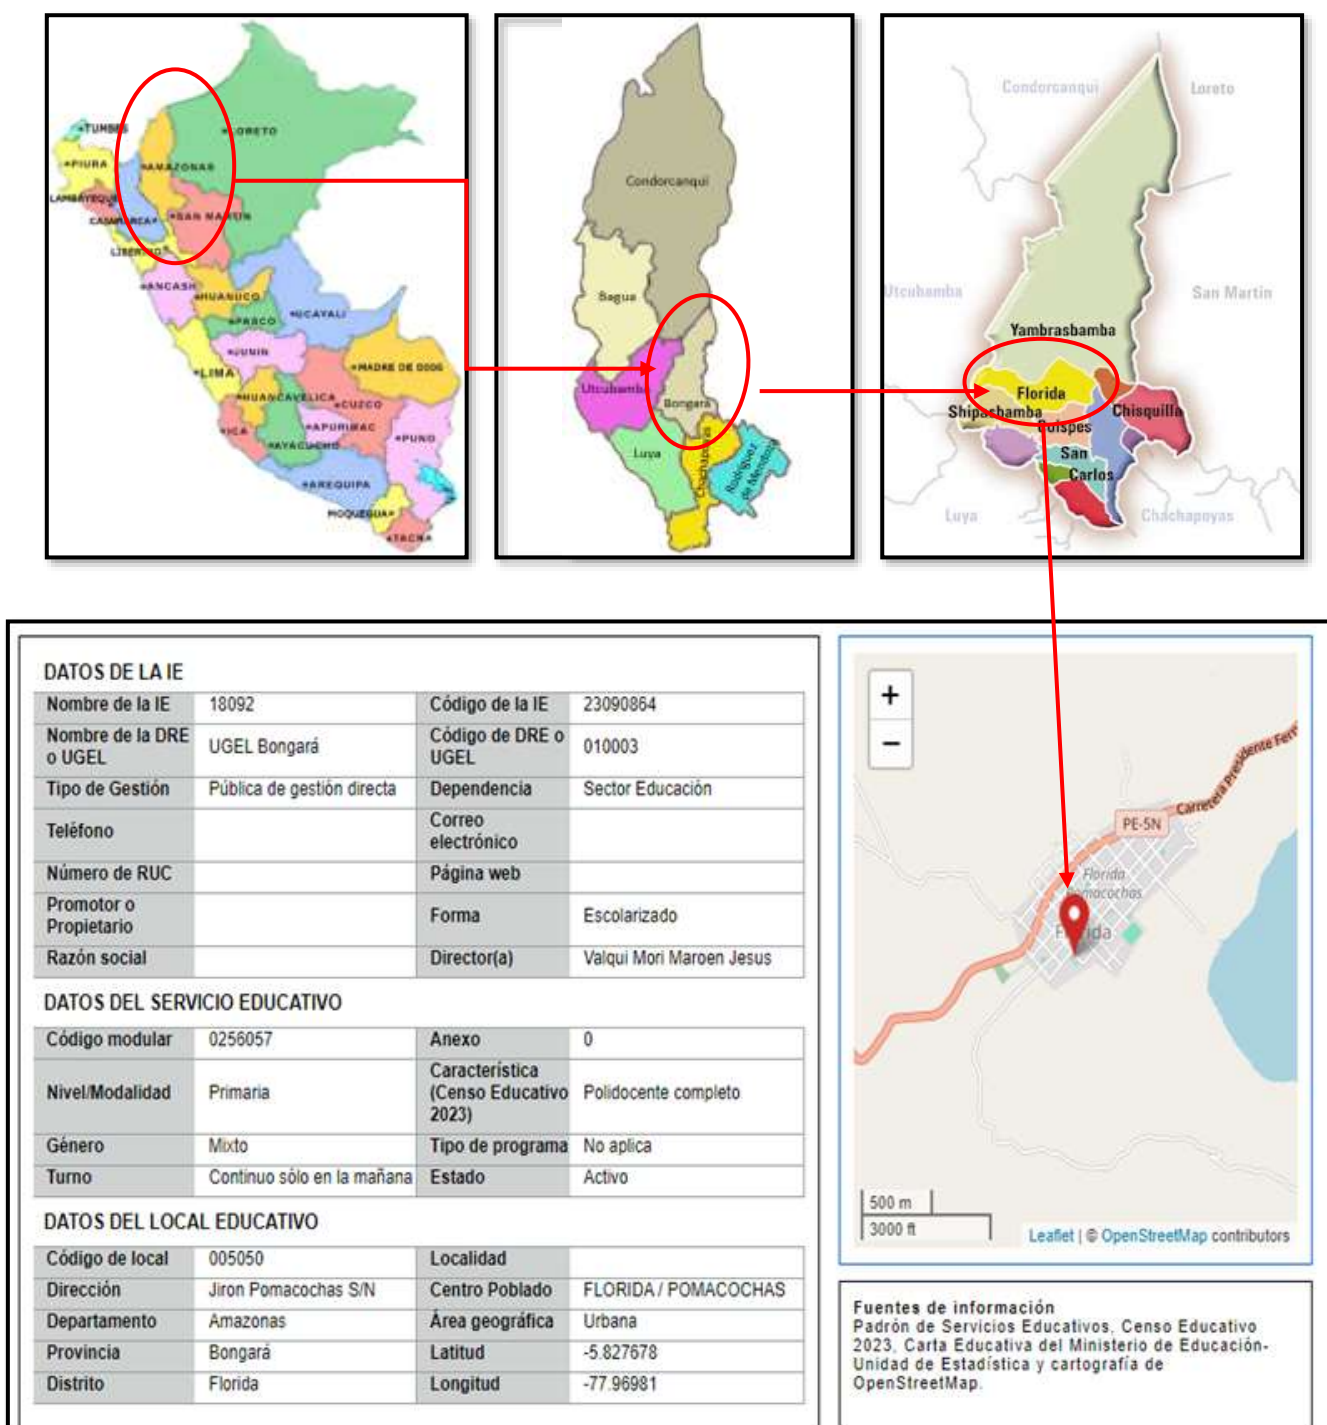 TUMBES
LORETO
PIURA
AMAZONAS
LAMBAYEQUE
CAJAMARCA
SAN MARTIN
LIBERTAD
ANCASH
HUANUCO
UCAYALI
PASCO
JUNIN
LIMA
MADRE DE DIOS
HUANCAVELICA
CUZCO
ICA
APURIMAC
AYACUCHO
PUNO
AREQUIPA
MOQUEGUA
TACNA
Condorcanqui
Bagua
Utcubamba
Bongará
Luya
Chachapoyas
Rodríguez
de Mendoza
Condorcanqui
Loreto
Utcubamba
San Martin
Yambrasbamba
Florida
Shipasbamba
Chisquilla
Cuispes
San
Carlos
Luya
Chachapoyas
DATOS DE LA IE
Nombre de la IE 18092 Código de la IE 23090864
Nombre de la DRE o UGEL UGEL Bongará Código de DRE o UGEL 010003
Tipo de Gestión Pública de gestión directa Dependencia Sector Educación
Teléfono Correo electrónico
Número de RUC Página web
Promotor o Propietario Forma Escolarizado
Razón social Director(a) Valqui Mori Maroen Jesus
DATOS DEL SERVICIO EDUCATIVO
Código modular 0256057 Anexo 0
Nivel/Modalidad Primaria Característica (Censo Educativo 2023) Polidocente completo
Género Mixto Tipo de programa No aplica
Turno Continuo sólo en la mañana Estado Activo
DATOS DEL LOCAL EDUCATIVO
Código de local 005050 Localidad
Dirección Jiron Pomacochas S/N Centro Poblado FLORIDA / POMACOCHAS
Departamento Amazonas Área geográfica Urbana
Provincia Bongará Latitud -5.827678
Distrito Florida Longitud -77.96981
+
−
Carretera Presidente Fern
PE-5N
Florida
Pomacochas
Florida
500 m
3000 ft
Leaflet | © OpenStreetMap contributors
Fuentes de información
Padrón de Servicios Educativos, Censo Educativo
2023, Carta Educativa del Ministerio de Educación-
Unidad de Estadística y cartografía de
OpenStreetMap.